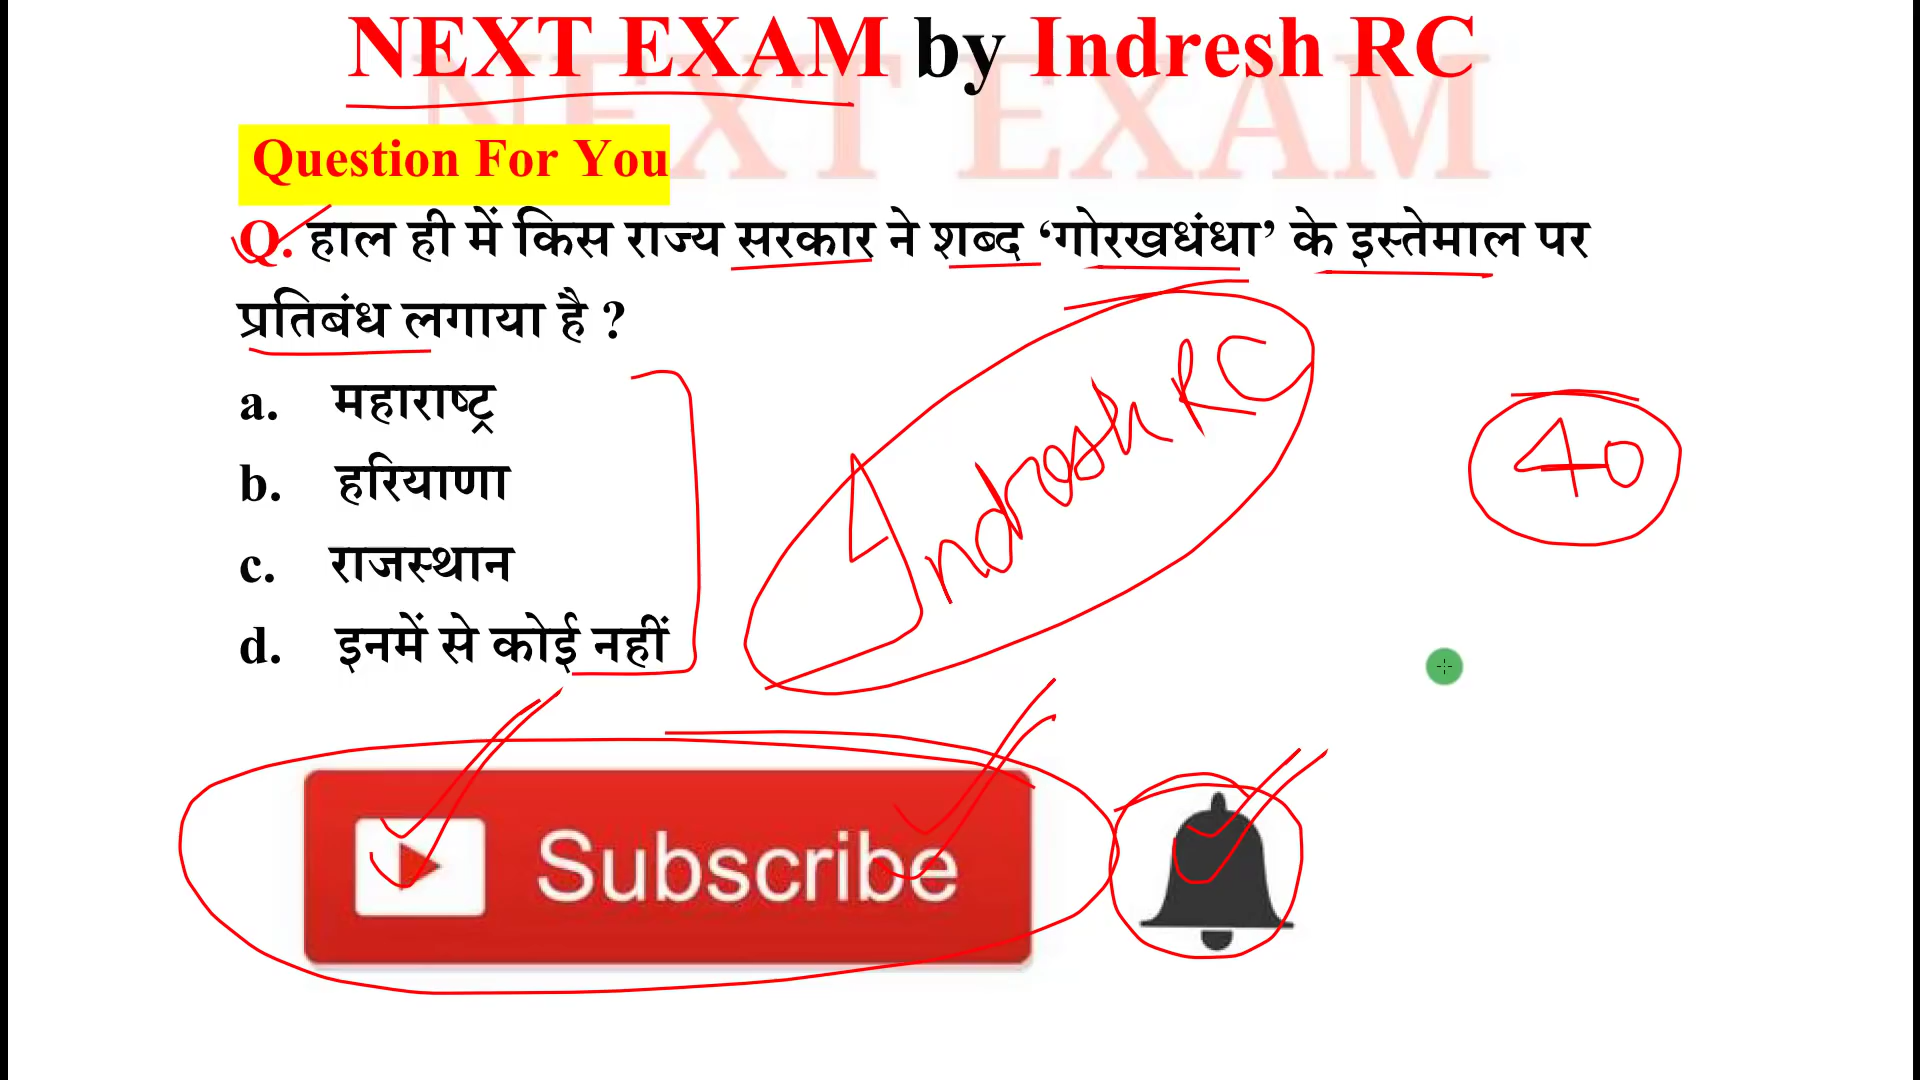 NEXT EXAM by Indresh RC
NEXT EXAM
Question For You
Q. हाल ही में किस राज्य सरकार ने शब्द ‘गोरखधंधा’ के इस्तेमाल पर
प्रतिबंध लगाया है ?
a. महाराष्ट्र
b. हरियाणा
c. राजस्थान
d. इनमें से कोई नहीं
Indresh RC
40
Subscribe